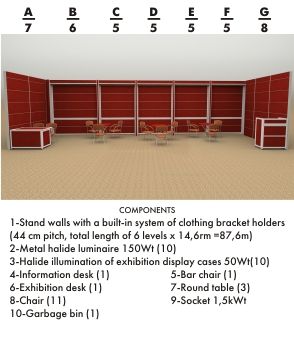 A B C D E F G
7 6 5 5 5 5 8
COMPONENTS
1-Stand walls with a built-in system of clothing bracket holders
(44 cm pitch, total length of 6 levels x 14,6rm =87,6m)
2-Metal halide luminaire 150Wt (10)
3-Halide illumination of exhibition display cases 50Wt(10)
4-Information desk (1) 5-Bar chair (1)
6-Exhibition desk (1) 7-Round table (3)
8-Chair (11) 9-Socket 1,5kWt
10-Garbage bin (1)